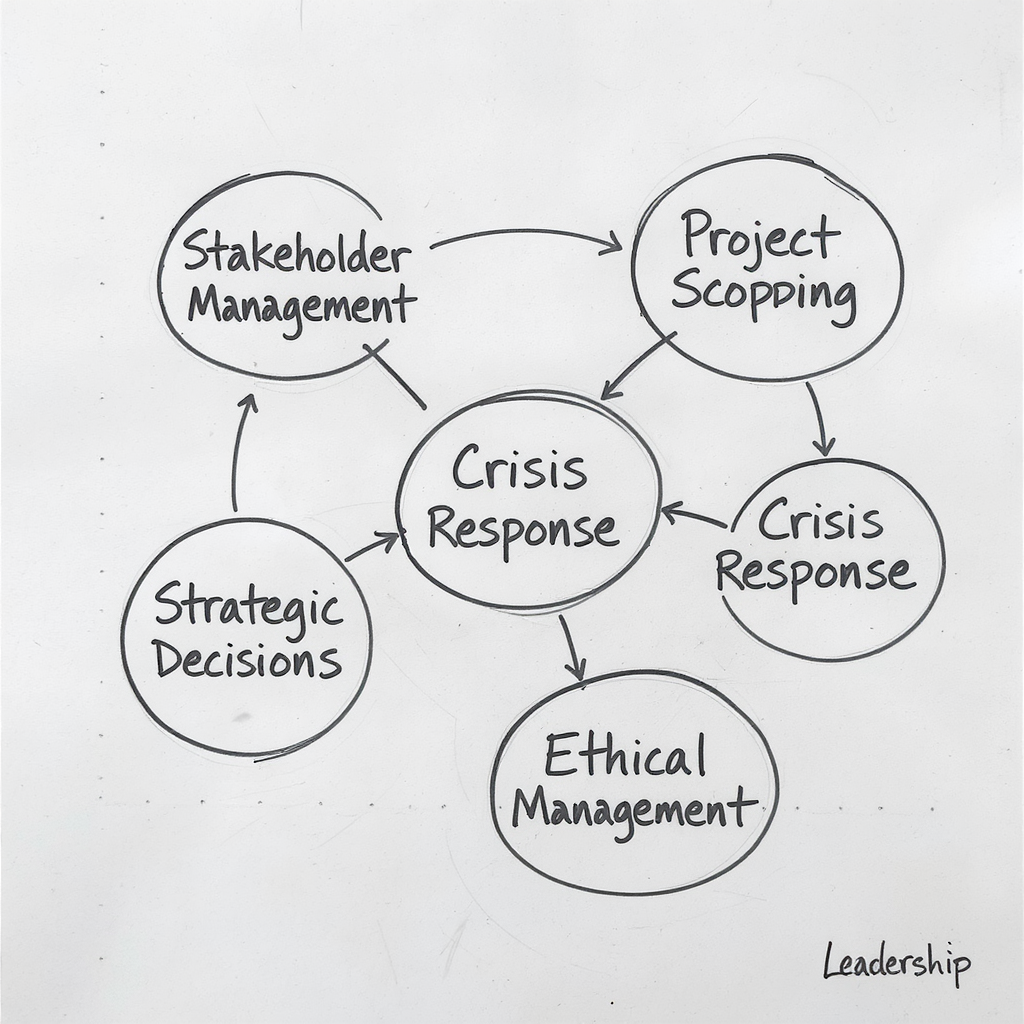 Stakeholder
Management
Project
Scopping
Crisis
Response
Crisis
Response
Strategic
Decisions
Ethical
Management
Leadership